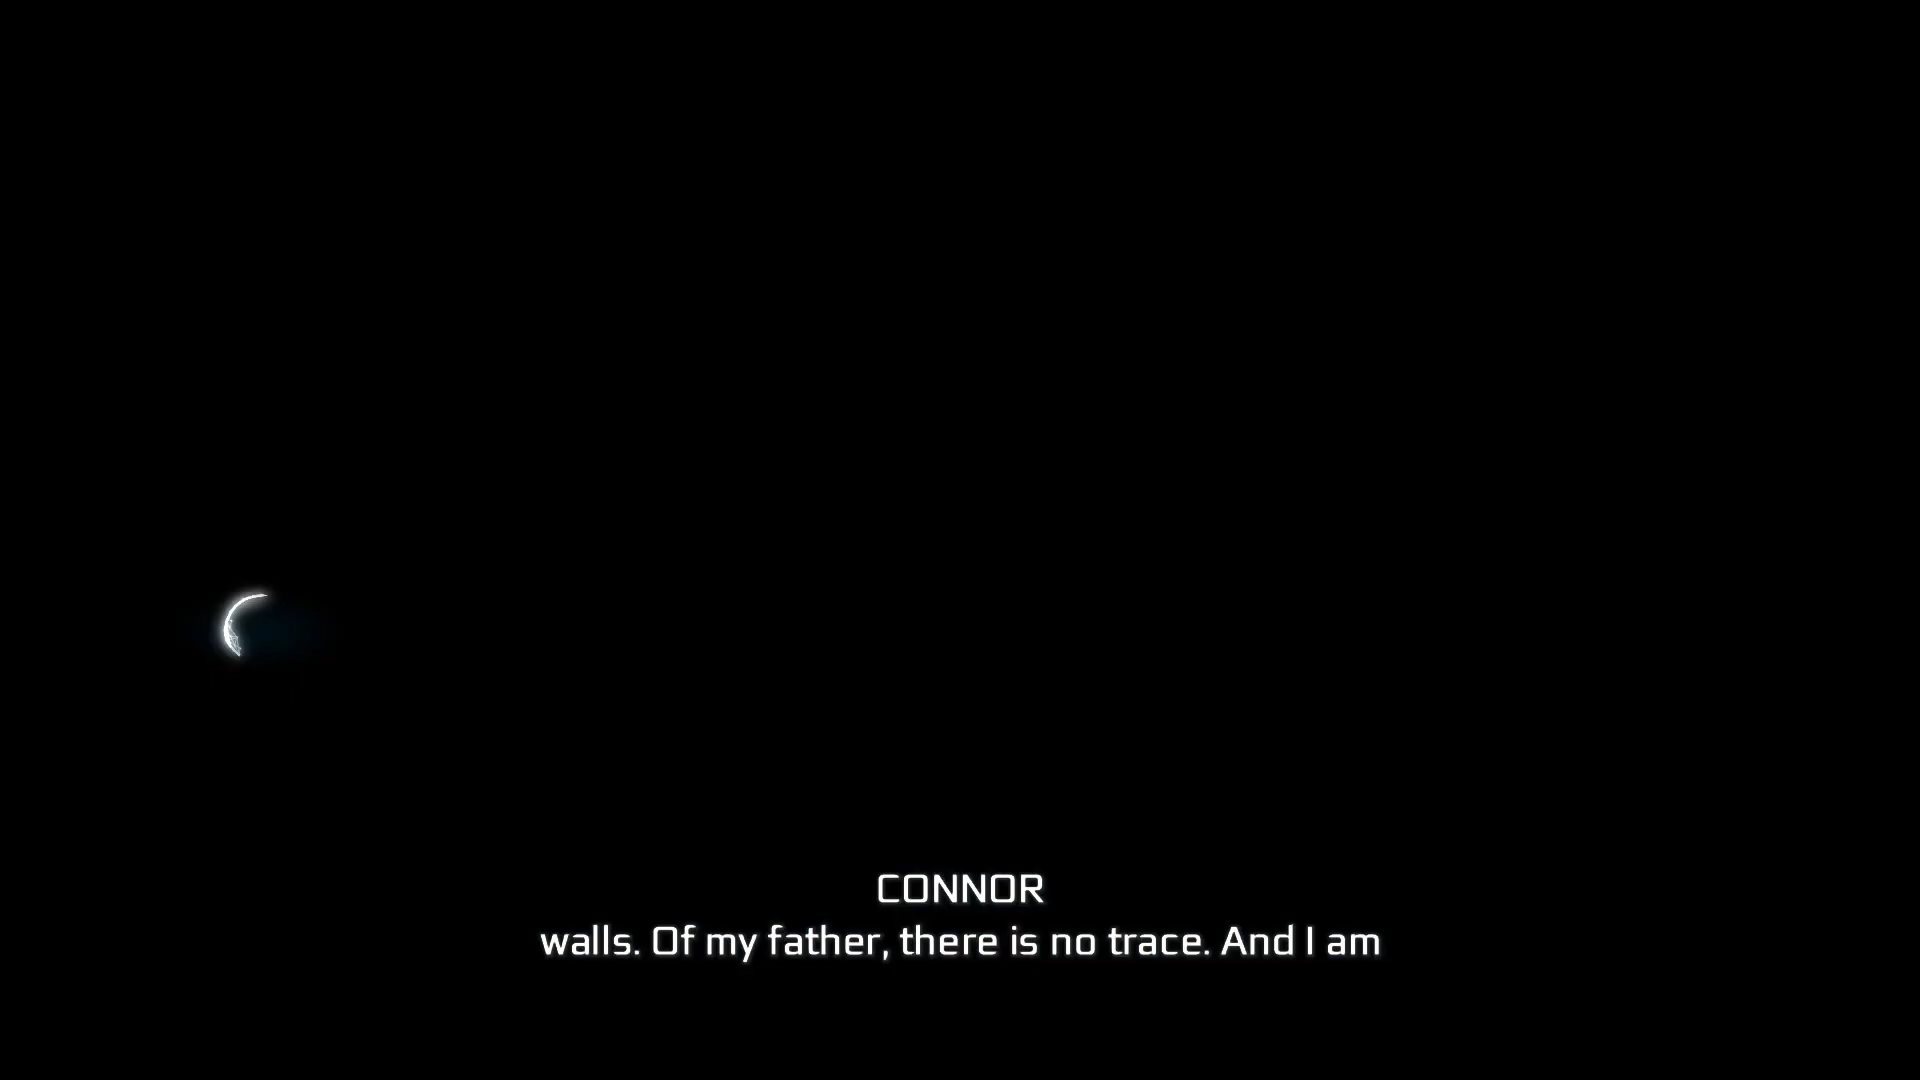 CONNOR
walls. Of my father, there is no trace. And I am